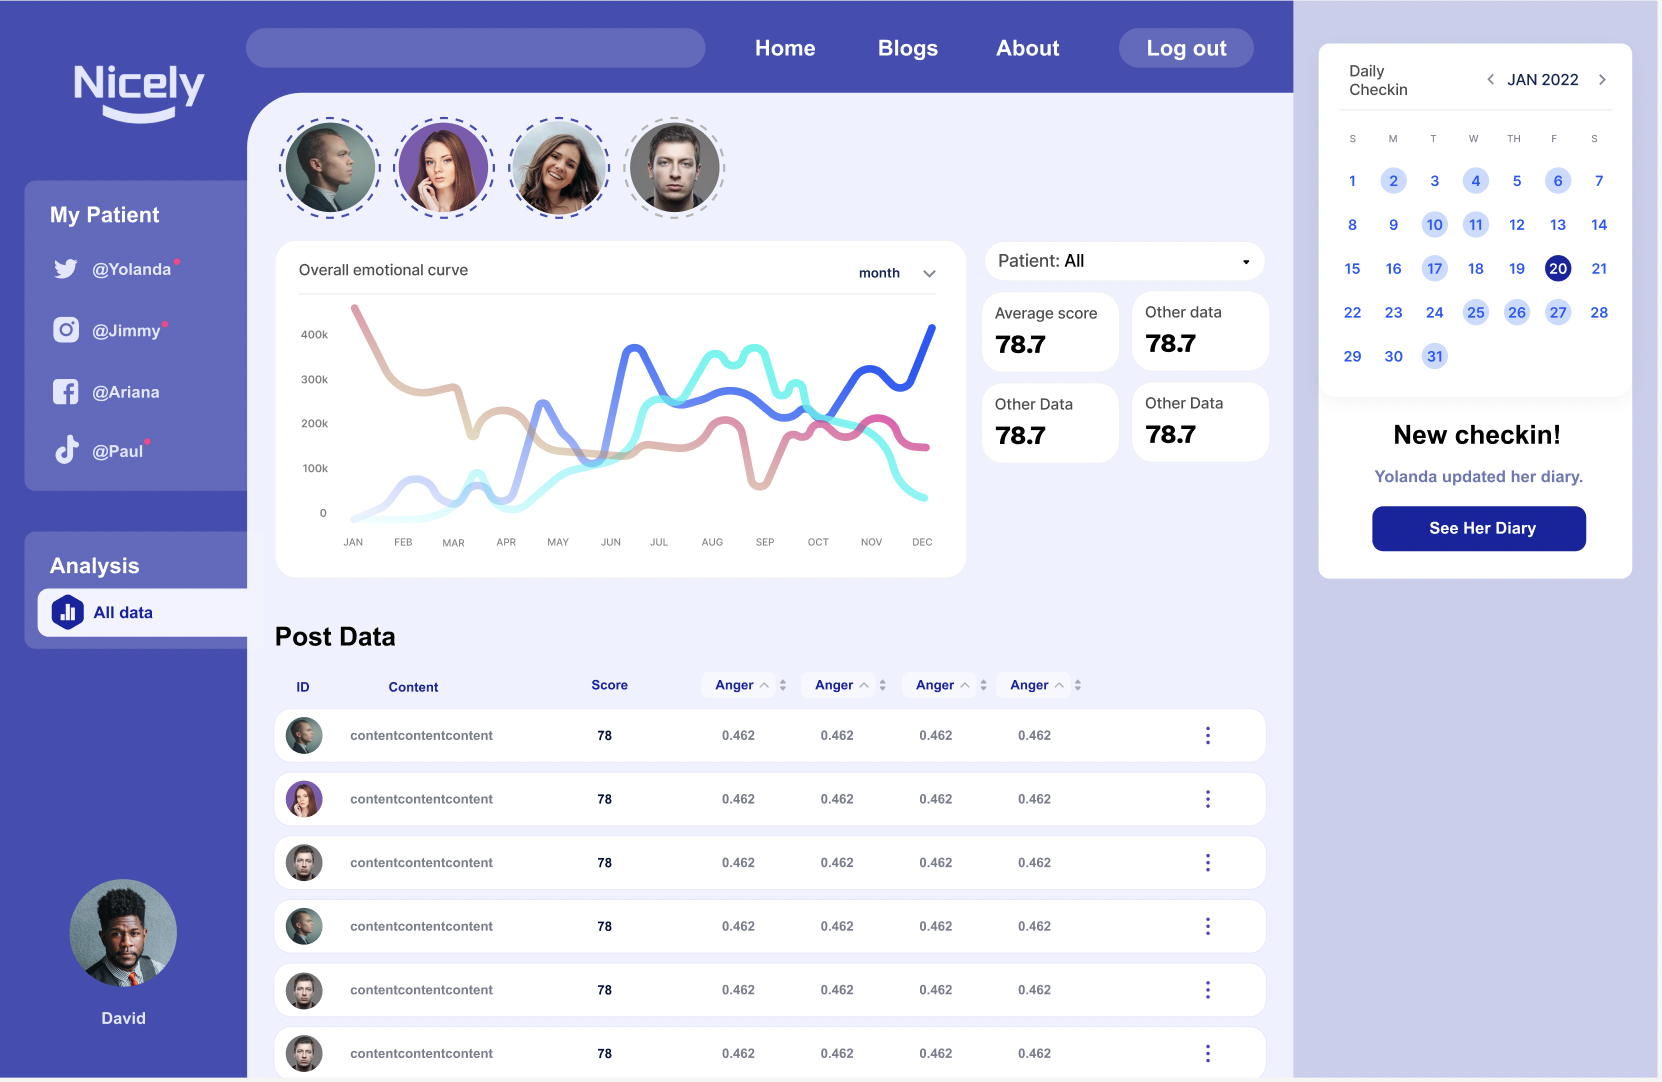 Nicely
Home
Blogs
About
Log out
My Patient
@Yolanda
@Jimmy
@Ariana
@Paul
Analysis
All data
David
Overall emotional curve
month
400k
300k
200k
100k
0
JAN FEB MAR APR MAY JUN JUL AUG SEP OCT NOV DEC
Patient: All
Average score
78.7
Other data
78.7
Other Data
78.7
Other Data
78.7
Post Data
ID Content Score Anger Anger Anger Anger
contentcontentcontent 78 0.462 0.462 0.462 0.462
contentcontentcontent 78 0.462 0.462 0.462 0.462
contentcontentcontent 78 0.462 0.462 0.462 0.462
contentcontentcontent 78 0.462 0.462 0.462 0.462
contentcontentcontent 78 0.462 0.462 0.462 0.462
contentcontentcontent 78 0.462 0.462 0.462 0.462
Daily
Checkin
JAN 2022
S M T W TH F S
1 2 3 4 5 6 7
8 9 10 11 12 13 14
15 16 17 18 19 20 21
22 23 24 25 26 27 28
29 30 31
New checkin!
Yolanda updated her diary.
See Her Diary